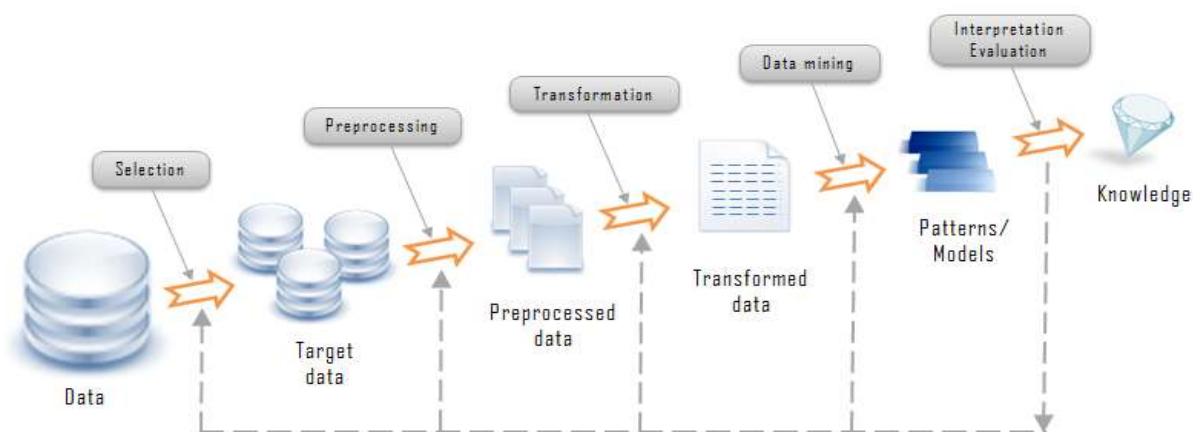 Interpretation
Evaluation
Data mining
Transformation
Preprocessing
Selection
Knowledge
Patterns/
Models
Transformed
data
Preprocessed
data
Target
data
Data